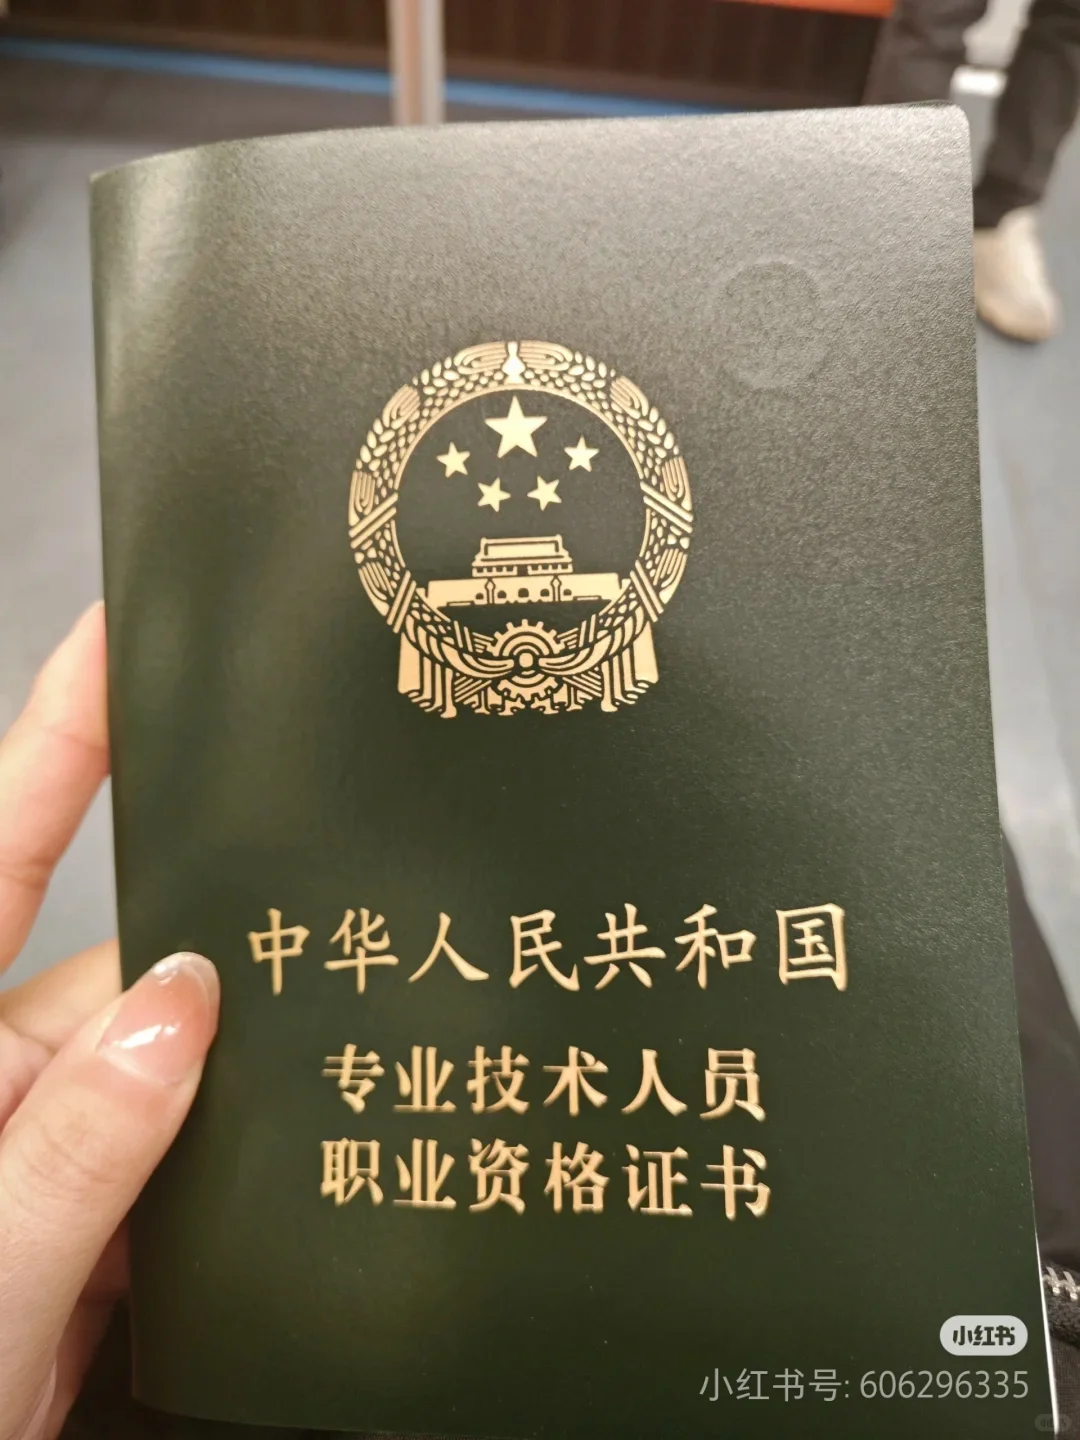 中华人民共和国
专业技术人员
职业资格证书
小红书
小红书号: 606296335